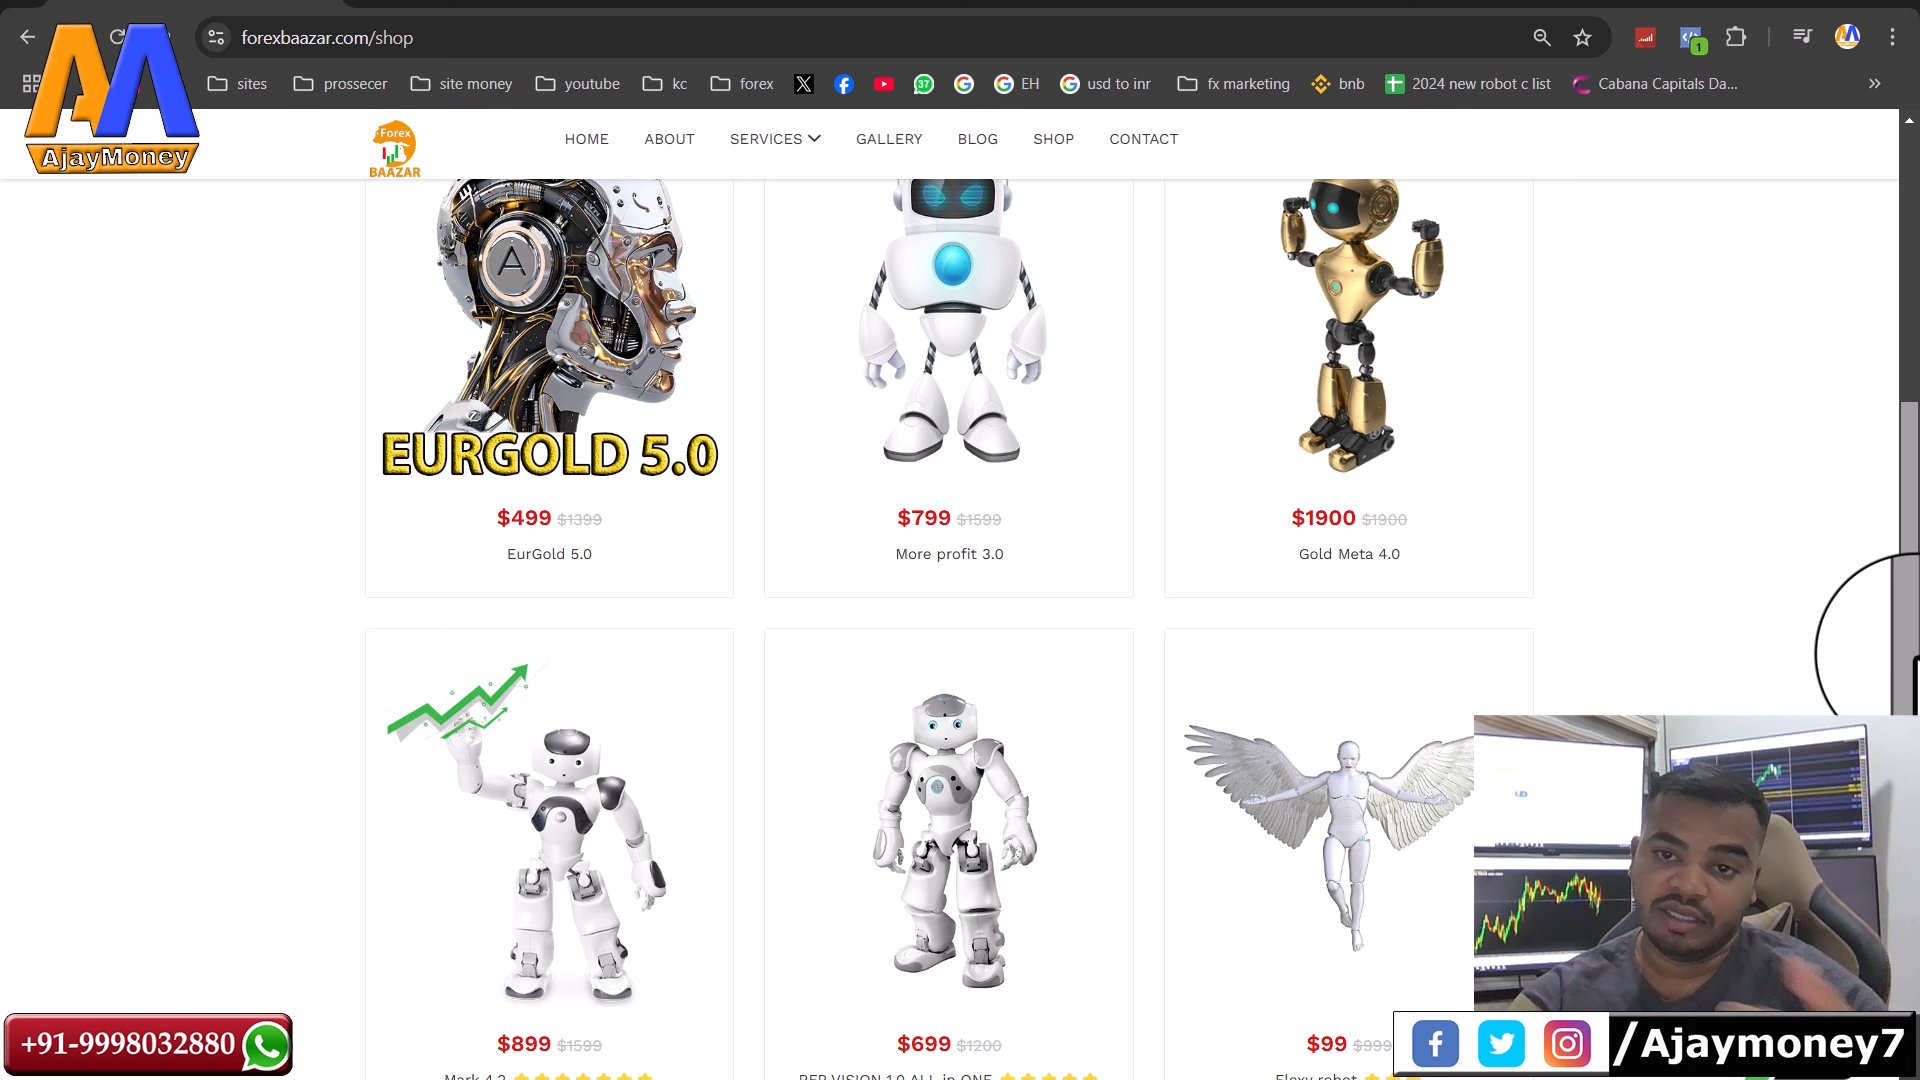 forexbaazar.com/shop
1
sites
prossecer
site money
youtube
kc
forex
37
EH
usd to inr
fx marketing
bnb
2024 new robot c list
Cabana Capitals Da...
AjayMoney
Forex
BAAZAR
HOME
ABOUT
SERVICES
GALLERY
BLOG
SHOP
CONTACT
A
EURGOLD 5.0
$499 $1399
EurGold 5.0
$799 $1599
More profit 3.0
$1900 $1900
Gold Meta 4.0
$899 $1599
$699 $1200
$99 $999
+91-9998032880
/Ajaymoney7